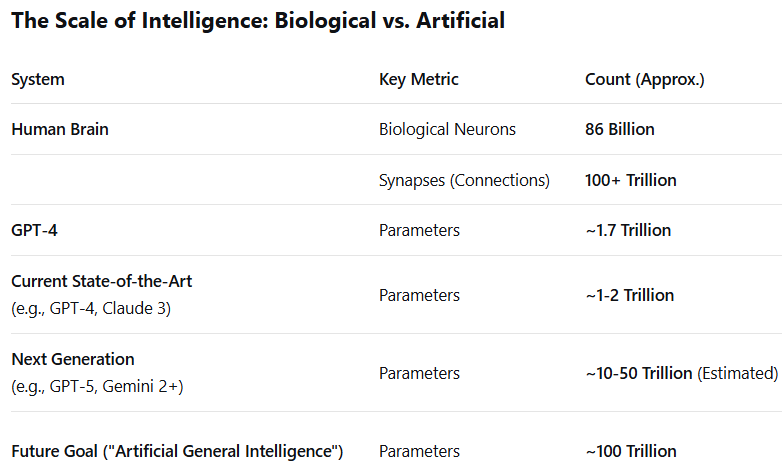 The Scale of Intelligence: Biological vs. Artificial
System Key Metric Count (Approx.)
Human Brain Biological Neurons 86 Billion
Synapses (Connections) 100+ Trillion
GPT-4 Parameters ~1.7 Trillion
Current State-of-the-Art
(e.g., GPT-4, Claude 3) Parameters ~1-2 Trillion
Next Generation
(e.g., GPT-5, Gemini 2+) Parameters ~10-50 Trillion (Estimated)
Future Goal ("Artificial General Intelligence") Parameters ~100 Trillion